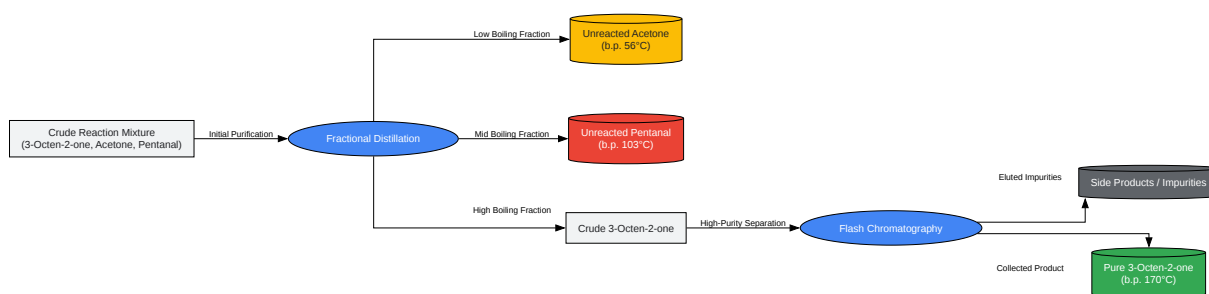 Low Boiling Fraction
Unreacted Acetone
(b.p. 56°C)
Crude Reaction Mixture
(3-Octen-2-one, Acetone, Pentanal)
Initial Purification
Fractional Distillation
Mid Boiling Fraction
Unreacted Pentanal
(b.p. 103°C)
High Boiling Fraction
Crude 3-Octen-2-one
High-Purity Separation
Flash Chromatography
Eluted Impurities
Side Products / Impurities
Collected Product
Pure 3-Octen-2-one
(b.p. 170°C)